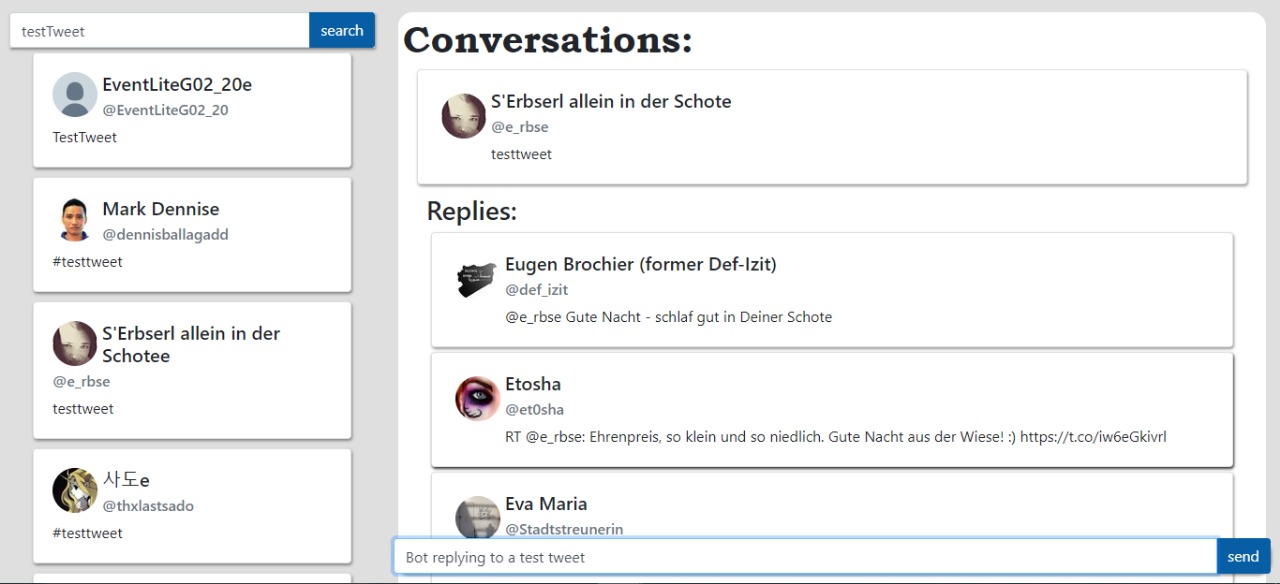 testTweet
search
EventLiteG02_20e
@EventLiteG02_20
TestTweet
Mark Dennise
@dennisballagadd
#testtweet
S'Erbserl allein in der
Schotee
@e_rbse
testtweet
사도e
@thxlastsado
#testtweet
Conversations:
S'Erbserl allein in der Schote
@e_rbse
testtweet
Replies:
Eugen Brochier (former Def-Izit)
@def_izit
@e_rbse Gute Nacht - schlaf gut in Deiner Schote
Etosha
@et0sha
RT @e_rbse: Ehrenpreis, so klein und so niedlich. Gute Nacht aus der Wiese! :) https://t.co/iw6eGkivrl
Eva Maria
@Stadtstreunerin
Bot replying to a test tweet
send